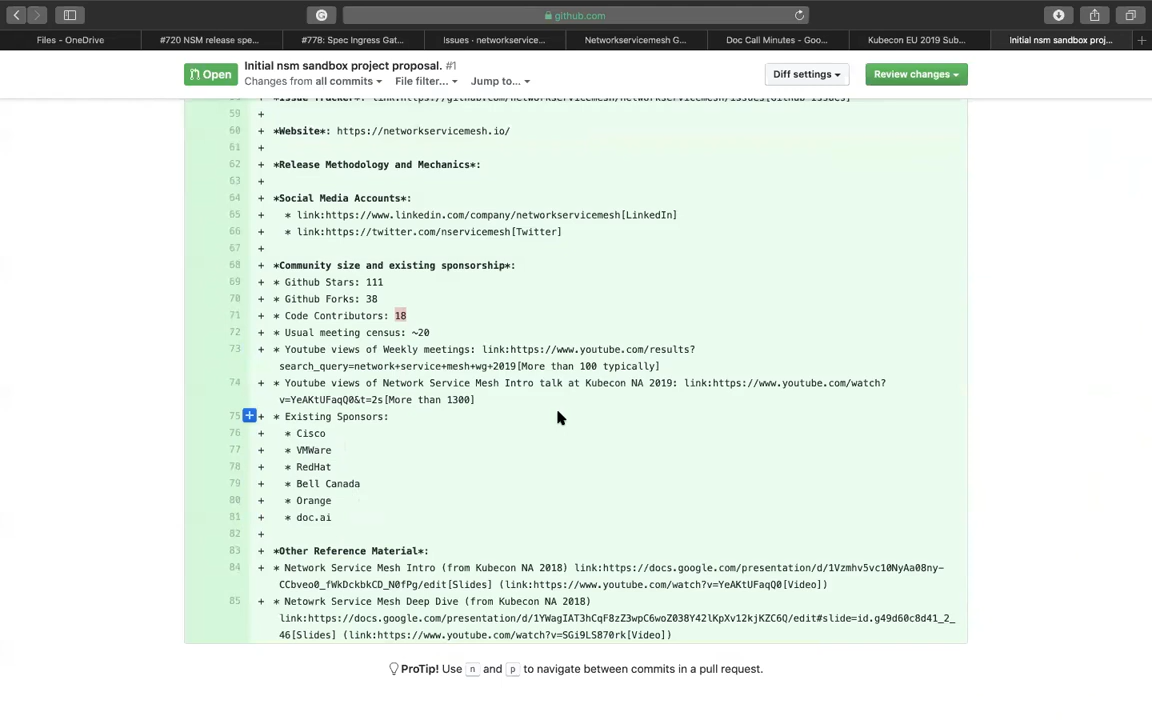 github.com
Files - OneDrive
#720 NSM release spe...
#778: Spec Ingress Gat...
Issues · networkservice...
Networkservicemesh G...
Doc Call Minutes - Goo...
Kubecon EU 2019 Sub...
Initial nsm sandbox proj...
Open
Initial nsm sandbox project proposal. #1
Changes from all commits
File filter...
Jump to...
Diff settings
Review changes
+ *Issue Tracker*: link:https://github.com/networkservicemesh/networkservicemesh/issues[Github Issues]
59 +
60 + *Website*: https://networkservicemesh.io/
61 +
62 + *Release Methodology and Mechanics*:
63 +
64 + *Social Media Accounts*:
65 + * link:https://www.linkedin.com/company/networkservicemesh[LinkedIn]
66 + * link:https://twitter.com/nservicemesh[Twitter]
67 +
68 + *Community size and existing sponsorship*:
69 + * Github Stars: 111
70 + * Github Forks: 38
71 + * Code Contributors: 18
72 + * Usual meeting census: ~20
73 + * Youtube views of Weekly meetings: link:https://www.youtube.com/results?
search_query=network+service+mesh+wg+2019[More than 100 typically]
74 + * Youtube views of Network Service Mesh Intro talk at Kubecon NA 2019: link:https://www.youtube.com/watch?
v=YeAKtUFaqQ0&t=2s[More than 1300]
75 + * Existing Sponsors:
76 + * Cisco
77 + * VMWare
78 + * RedHat
79 + * Bell Canada
80 + * Orange
81 + * doc.ai
82 +
83 + *Other Reference Material*:
84 + * Network Service Mesh Intro (from Kubecon NA 2018) link:https://docs.google.com/presentation/d/1Vzmhv5vc10NyAa08ny-
CCbveo0_fWkDckbkCD_N0fPg/edit[Slides] (link:https://www.youtube.com/watch?v=YeAKtUFaqQ0[Video])
85 + * Netowrk Service Mesh Deep Dive (from Kubecon NA 2018)
link:https://docs.google.com/presentation/d/1YWagIAT3hCqF8zZ3wpC6woZ038Y42lKpXv12kjKZC6Q/edit#slide=id.g49d60c8d41_2_
46[Slides] (link:https://www.youtube.com/watch?v=SGi9LS870rk[Video])
ProTip! Use n and p to navigate between commits in a pull request.